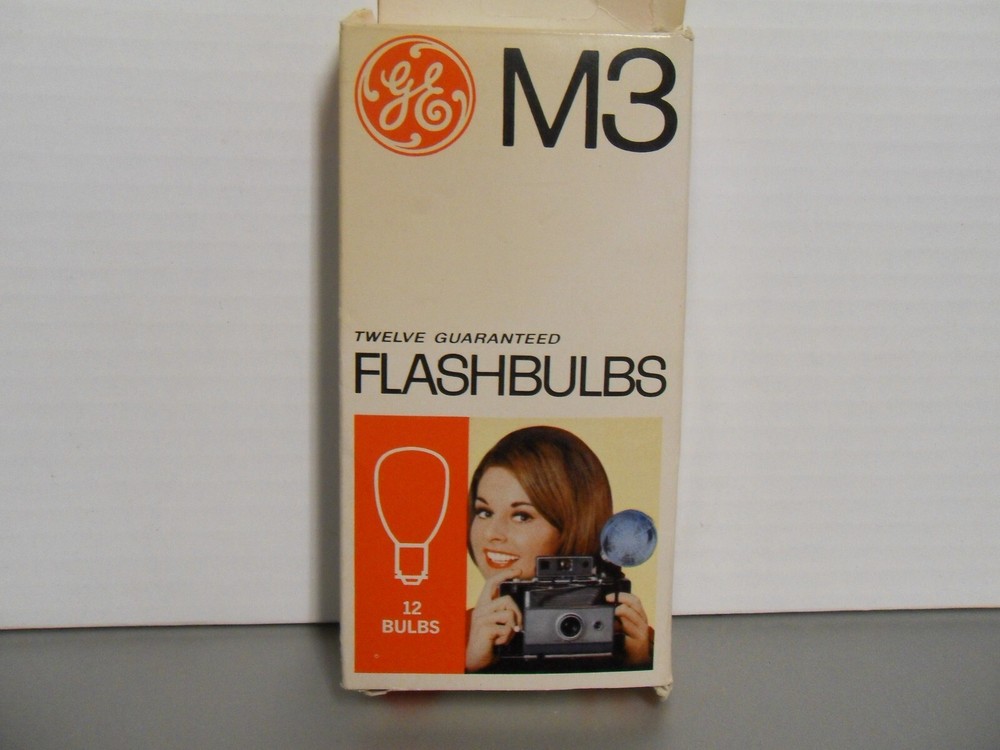 GE M3
TWELVE GUARANTEED
FLASHBULBS
12
BULBS